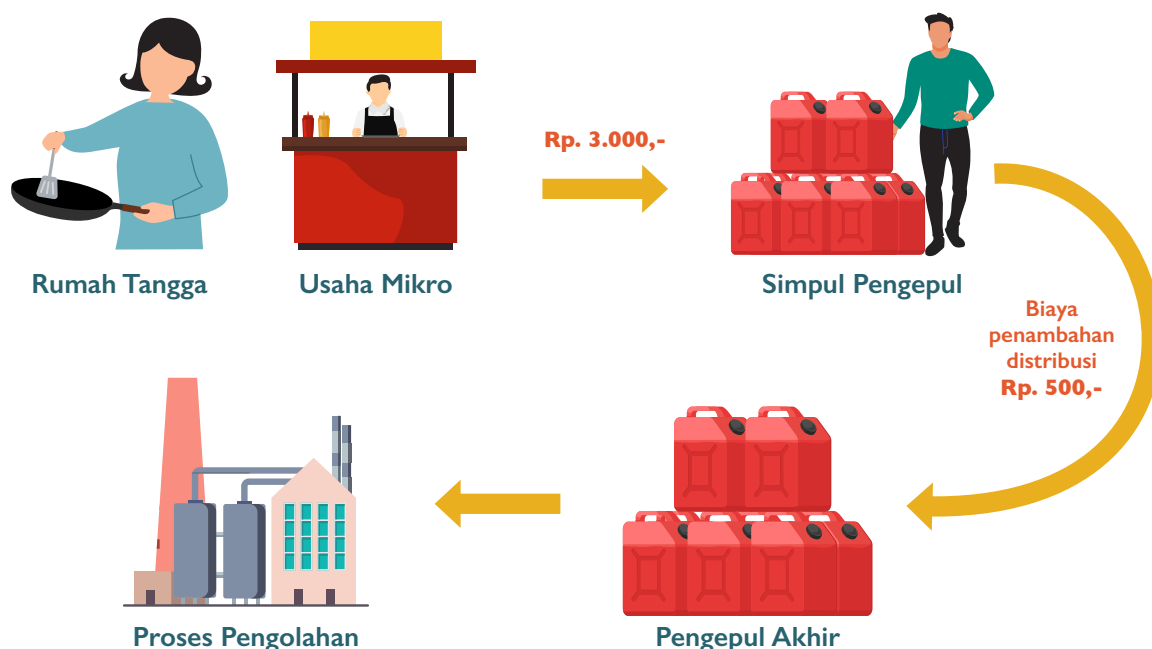 Rp. 3.000,-
Rumah Tangga
Usaha Mikro
Simpul Pengepul
Biaya
penambahan
distribusi
Rp. 500,-
Proses Pengolahan
Pengepul Akhir